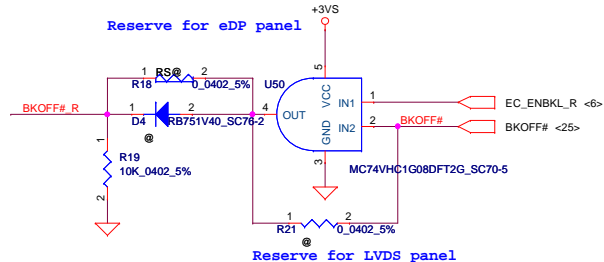 Reserve for eDP panel
+3VS
1 RS@ 2
R18 0_0402_5%
U50
5
VCC
IN1 1
EC_ENBKL_R <6>
BKOFF#_R
1 2
4 OUT
D4 RB751V40_SC76-2
@
GND
IN2 2
BKOFF#
BKOFF# <25>
3
1
R19
10K_0402_5%
2
MC74VHC1G08DFT2G_SC70-5
1 2
R21 0_0402_5%
@
Reserve for LVDS panel